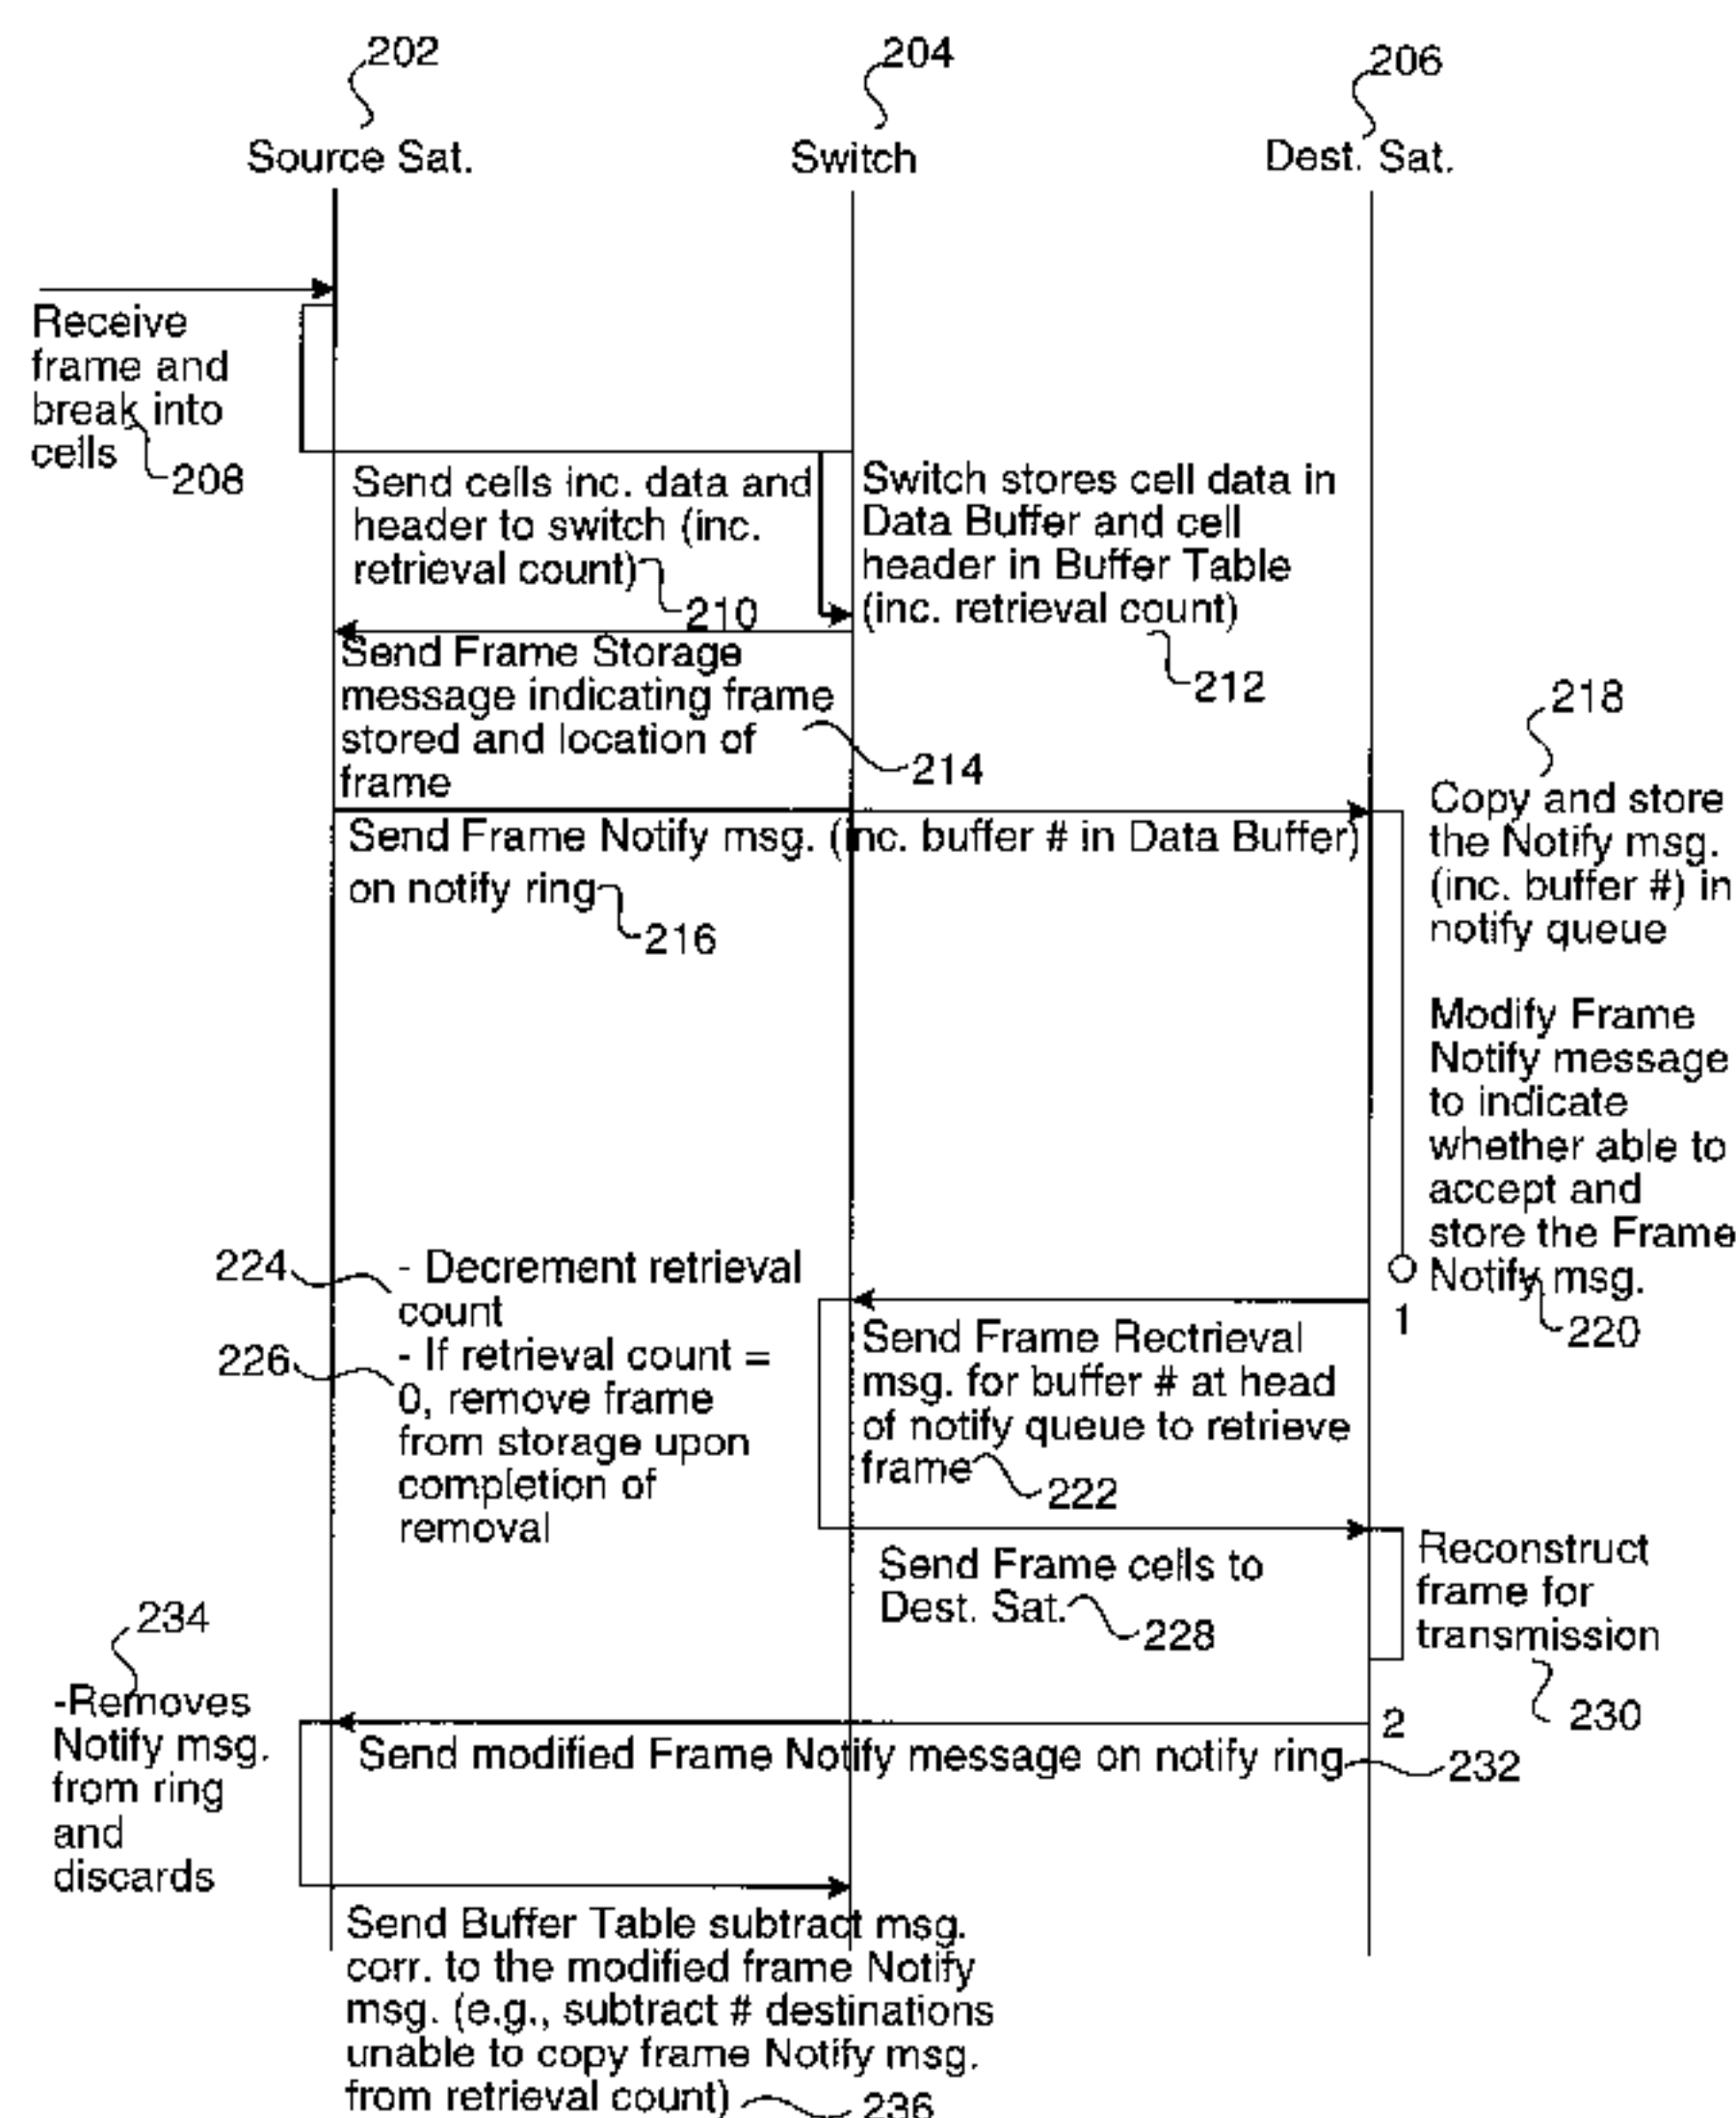 202
204
206
Source Sat.
Switch
Dest. Sat.
Receive
frame and
break into
cells
208
Send cells inc. data and
header to switch (inc.
retrieval count)
210
Switch stores cell data in
Data Buffer and cell
header in Buffer Table
(inc. retrieval count)
212
Send Frame Storage
message indicating frame
stored and location of
frame
214
Send Frame Notify msg. (inc. buffer # in Data Buffer)
on notify ring
216
218
Copy and store
the Notify msg.
(inc. buffer #) in
notify queue
Modify Frame
Notify message
to indicate
whether able to
accept and
store the Frame
Notify msg.
220
1
224
- Decrement retrieval
count
226
- If retrieval count =
0, remove frame
from storage upon
completion of
removal
Send Frame Rectrieval
msg. for buffer # at head
of notify queue to retrieve
frame
222
Send Frame cells to
Dest. Sat.
228
Reconstruct
frame for
transmission
230
234
-Removes
Notify msg.
from ring
and
discards
2
Send modified Frame Notify message on notify ring
232
Send Buffer Table subtract msg.
corr. to the modified frame Notify
msg. (e.g., subtract # destinations
unable to copy frame Notify msg.
from retrieval count)
236